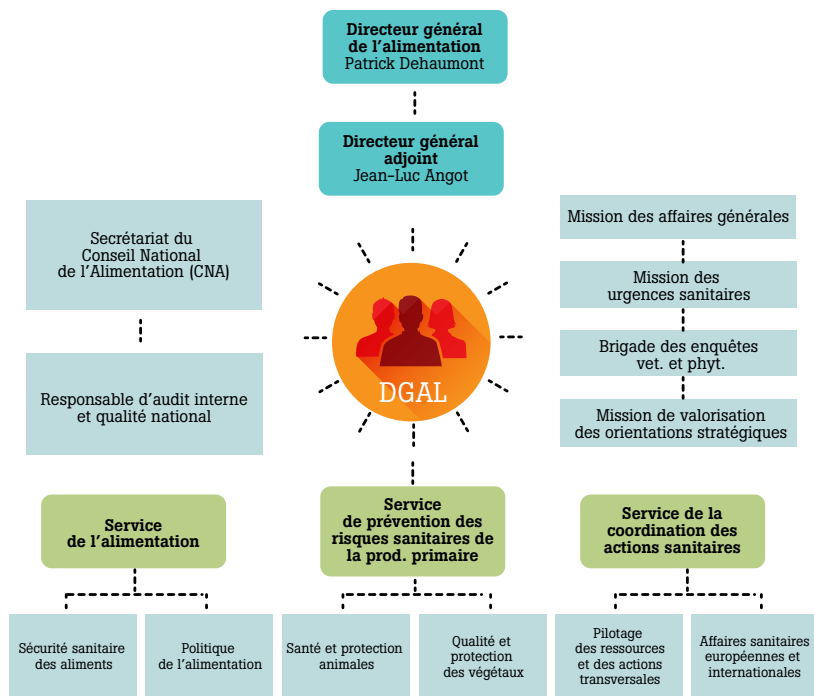 Directeur général
de l'alimentation
Patrick Dehaumont
Directeur général
adjoint
Jean-Luc Angot
Secrétariat du
Conseil National
de l'Alimentation (CNA)
Responsable d'audit interne
et qualité national
DGAL
Mission des affaires générales
Mission des
urgences sanitaires
Brigade des enquêtes
vet. et phyt.
Mission de valorisation
des orientations stratégiques
Service
de l'alimentation
Service
de prévention des
risques sanitaires de
la prod. primaire
Service de la
coordination des
actions sanitaires
Sécurité sanitaire
des aliments
Politique
de l'alimentation
Santé et protection
animales
Qualité et
protection
des végétaux
Pilotage
des ressources
et des actions
transversales
Affaires sanitaires
européennes et
internationales